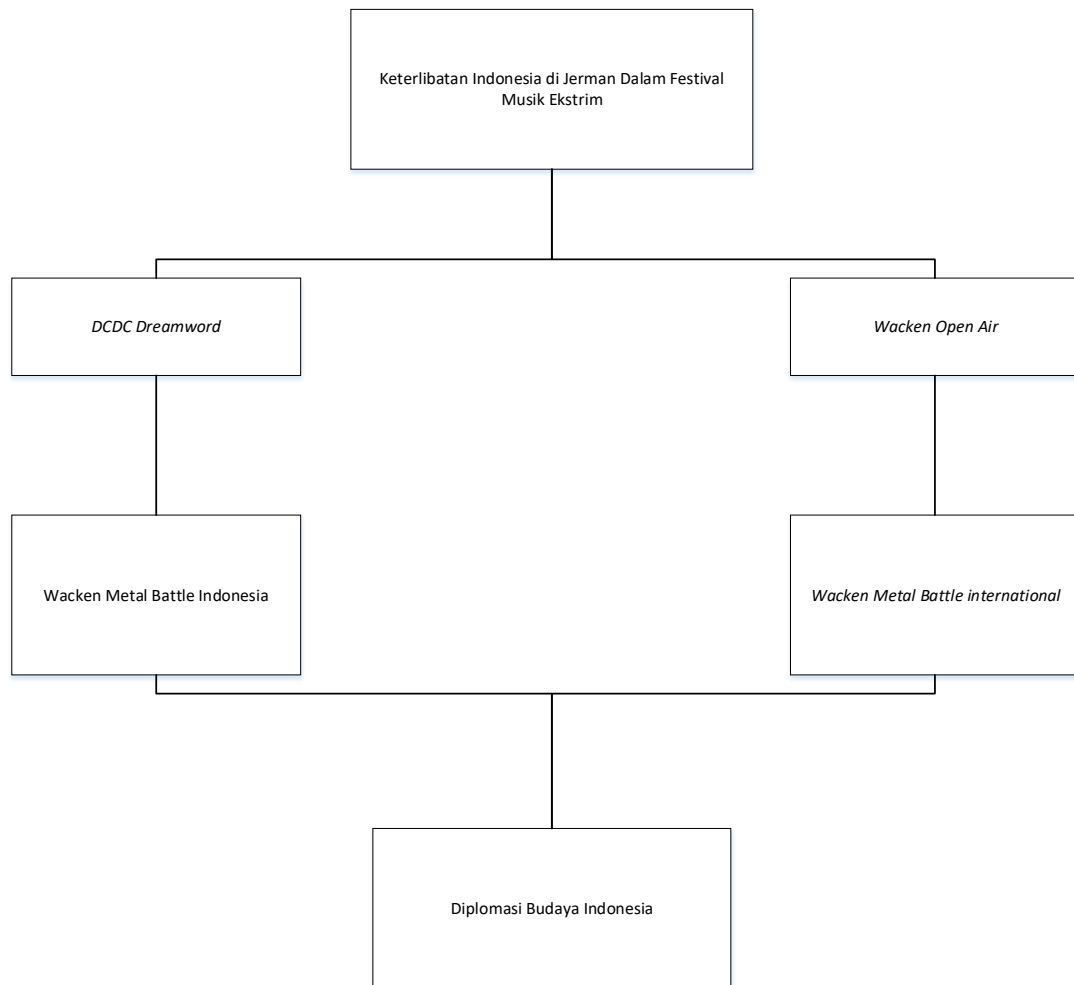 Keterlibatan Indonesia di Jerman Dalam Festival
Musik Ekstrim
DCDC Dreamword
Wacken Open Air
Wacken Metal Battle Indonesia
Wacken Metal Battle international
Diplomasi Budaya Indonesia